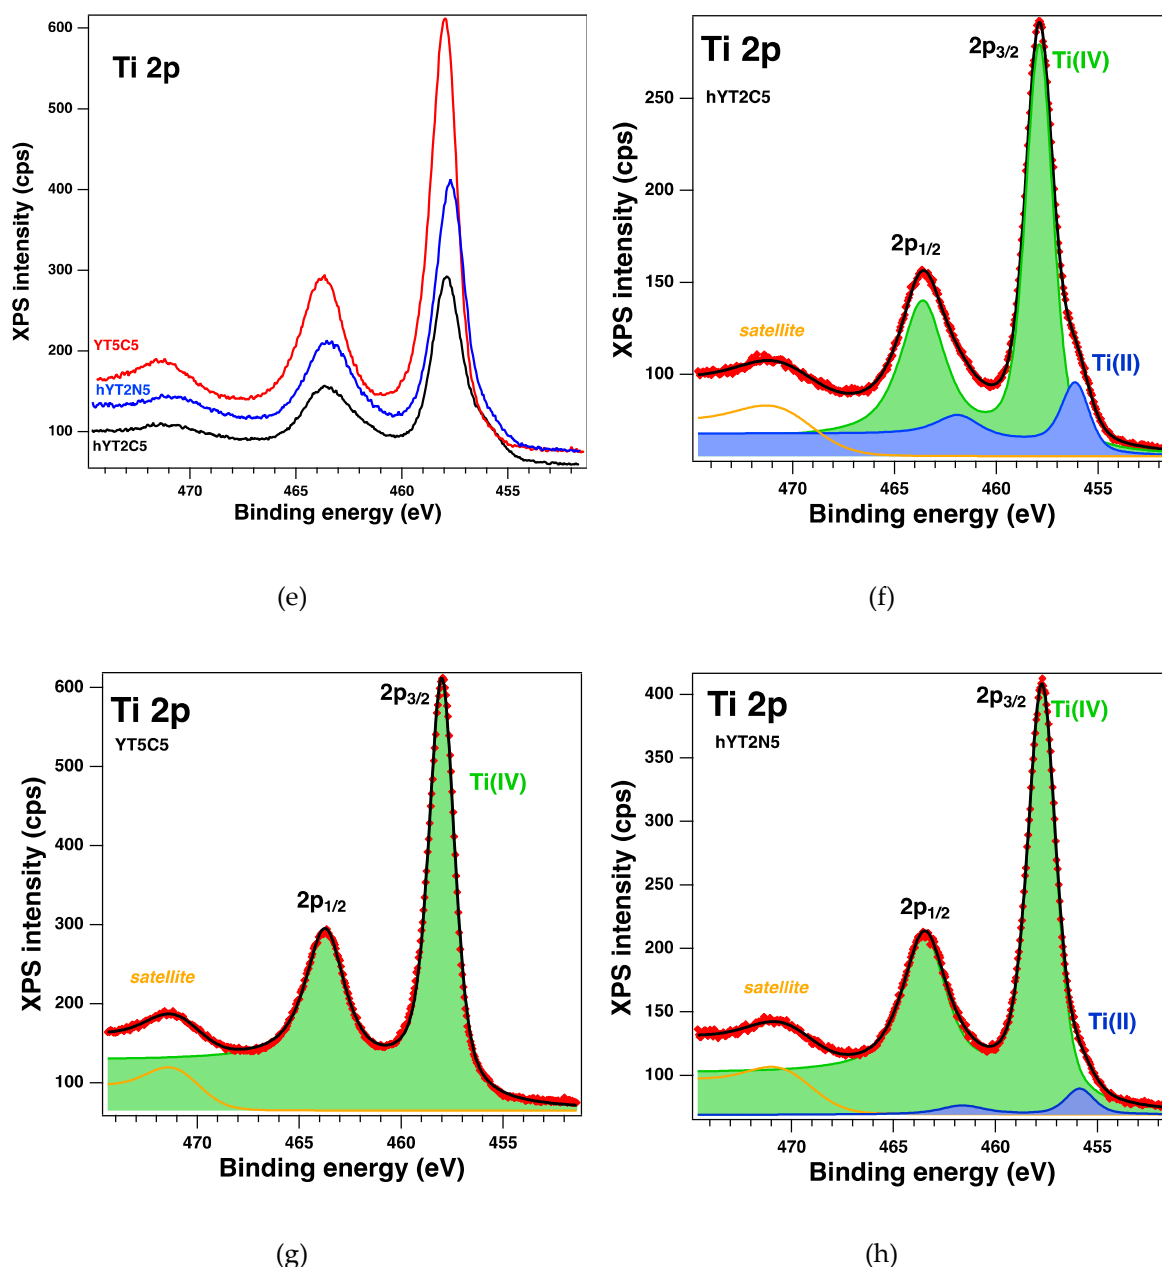 Ti 2p
XPS intensity (cps)
600
500
400
300
200
100
YT5C5
hYT2N5
hYT2C5
470 465 460 455
Binding energy (eV)
(e)
Ti 2p
hYT2C5
2p3/2
Ti(IV)
2p1/2
satellite
Ti(II)
XPS intensity (cps)
250
200
150
100
470 465 460 455
Binding energy (eV)
(f)
Ti 2p
YT5C5
2p3/2
Ti(IV)
2p1/2
satellite
XPS intensity (cps)
600
500
400
300
200
100
470 465 460 455
Binding energy (eV)
(g)
Ti 2p
hYT2N5
2p3/2
Ti(IV)
2p1/2
satellite
Ti(II)
XPS intensity (cps)
400
350
300
250
200
150
100
470 465 460 455
Binding energy (eV)
(h)